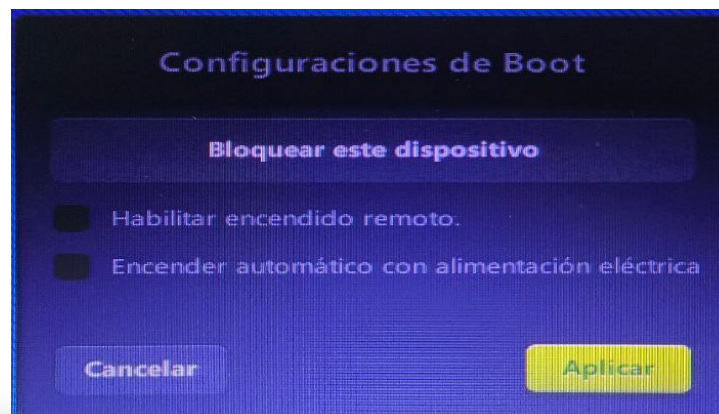 Configuraciones de Boot
Bloquear este dispositivo
Habilitar encendido remoto.
Encender automático con alimentación eléctrica
Cancelar
Aplicar